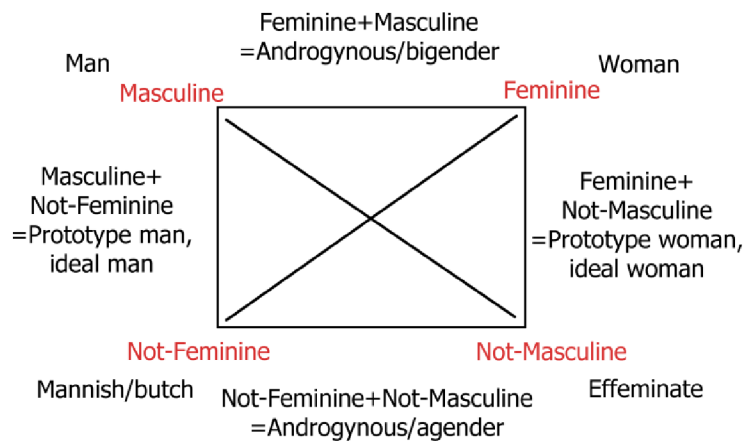 Feminine+Masculine
=Androgynous/bigender
Man
Woman
Masculine
Feminine
Masculine+
Not-Feminine
=Prototype man,
ideal man
Feminine+
Not-Masculine
=Prototype woman,
ideal woman
Not-Feminine
Not-Masculine
Mannish/butch
Effeminate
Not-Feminine+Not-Masculine
=Androgynous/agender